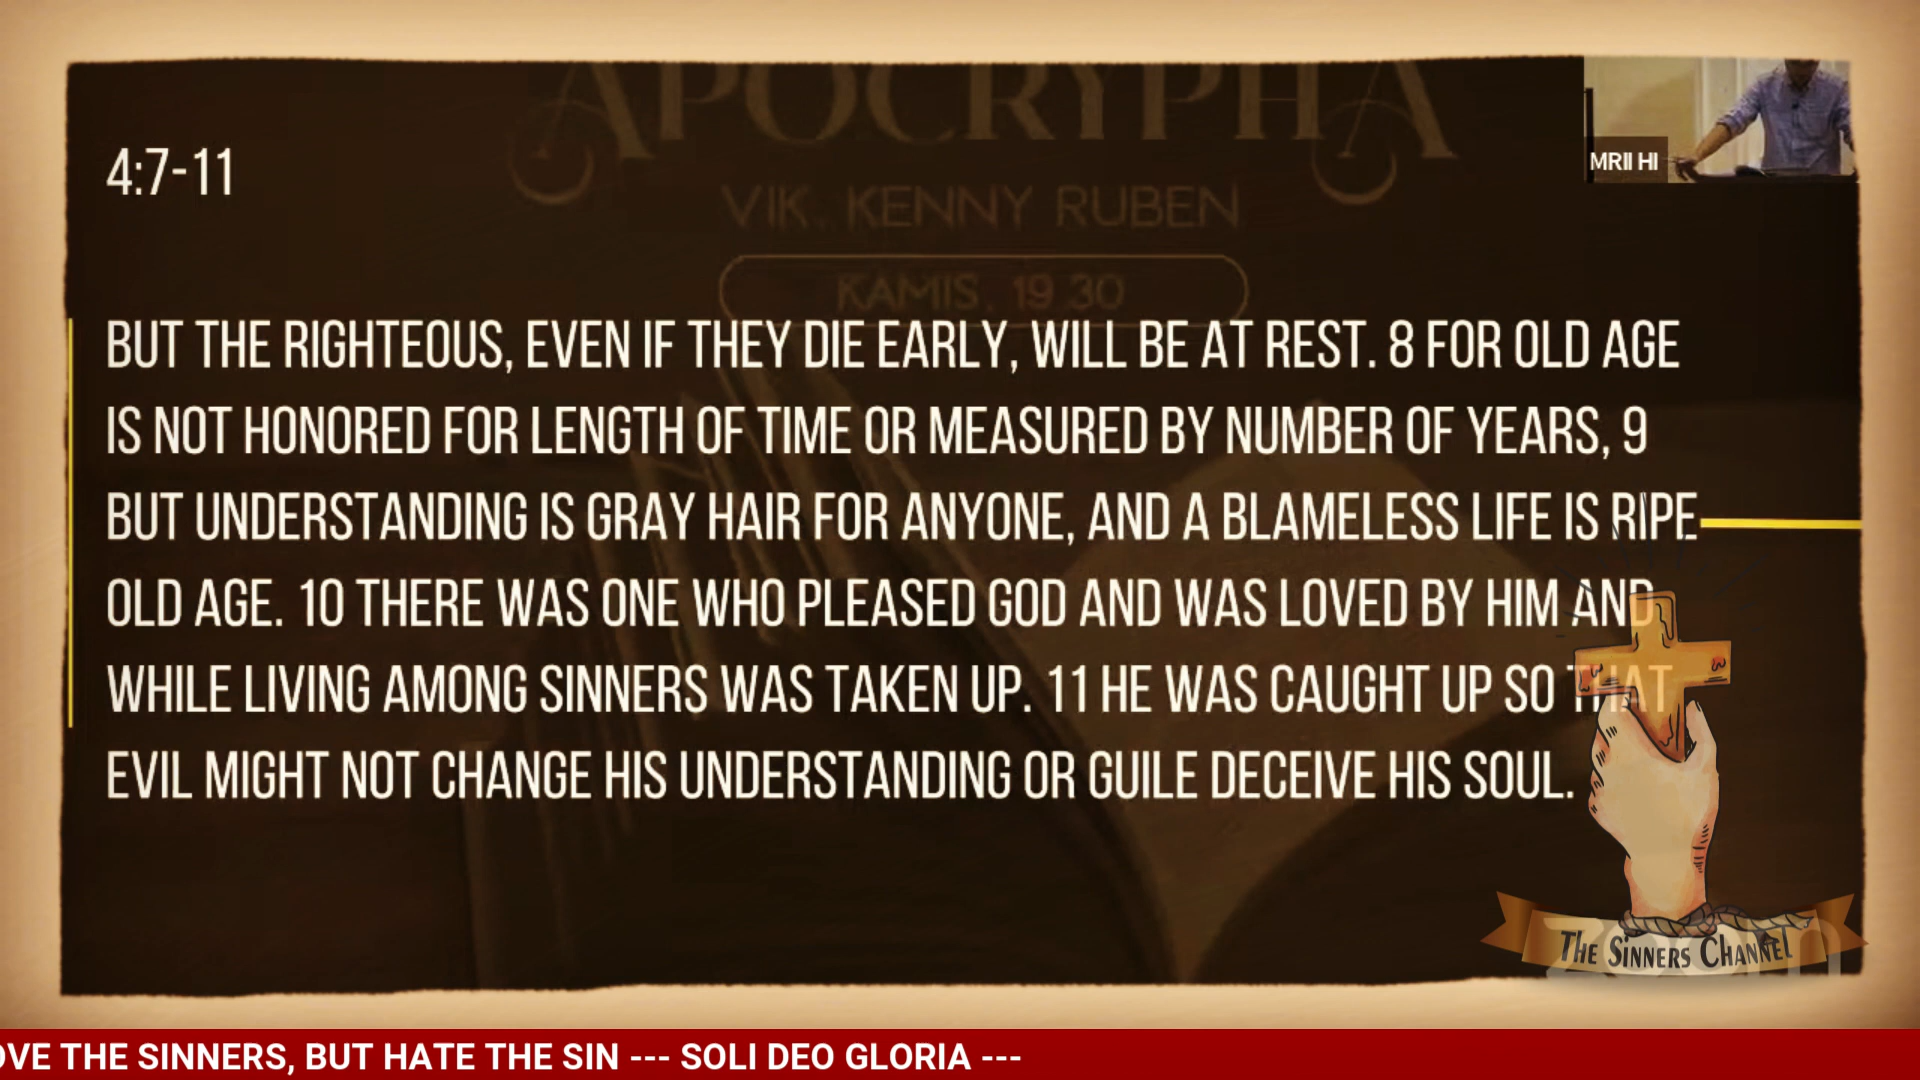 APOCRYPHA
VIK. KENNY RUBEN
KAMIS, 19.30
MRII HI
4:7-11
BUT THE RIGHTEOUS, EVEN IF THEY DIE EARLY, WILL BE AT REST. 8 FOR OLD AGE
IS NOT HONORED FOR LENGTH OF TIME OR MEASURED BY NUMBER OF YEARS, 9
BUT UNDERSTANDING IS GRAY HAIR FOR ANYONE, AND A BLAMELESS LIFE IS RIPE
OLD AGE. 10 THERE WAS ONE WHO PLEASED GOD AND WAS LOVED BY HIM AND
WHILE LIVING AMONG SINNERS WAS TAKEN UP. 11 HE WAS CAUGHT UP SO THAT
EVIL MIGHT NOT CHANGE HIS UNDERSTANDING OR GUILE DECEIVE HIS SOUL.
THE SINNERS CHANNEL
zoom
OVE THE SINNERS, BUT HATE THE SIN --- SOLI DEO GLORIA ---